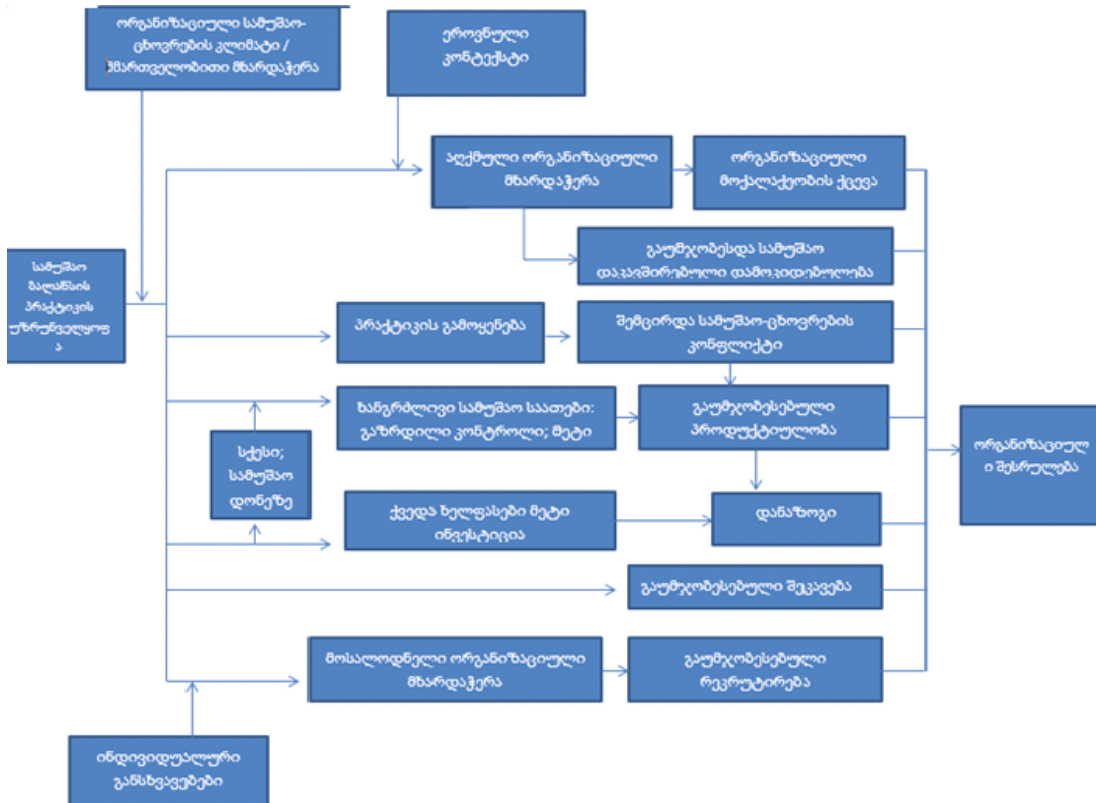 ორგანიზაციული სამუშაო-
ცხოვრების კლიმატი /
მმართველობითი მხარდაჭერა
ეროვნული
კონტექსტი
აღქმული ორგანიზაციული
მხარდაჭერა
ორგანიზაციული
მოქალაქეობის ქცევა
გაუმჯობესდა სამუშაო
დაკავშირებული დამოკიდებულება
სამუშაო
ბალანსის
პრაქტიკის
უზრუნველყოფ
ა
პრაქტიკის გამოყენება
შემცირდა სამუშაო-ცხოვრების
კონფლიქტი
ხანგრძლივი სამუშაო საათები:
გაზრდილი კონტროლი; მეტი
გაუმჯობესებული
პროდუქტიულობა
ორგანიზაციულ
ი შესრულება
სქესი;
სამუშაო
დონეზე
ქვედა ხელფასები მეტი
ინვესტიცია
დანაზოგი
გაუმჯობესებული შეკავება
მოსალოდნელი ორგანიზაციული
მხარდაჭერა
გაუმჯობესებული
რეკრუტირება
ინდივიდუალური
განსხვავებები